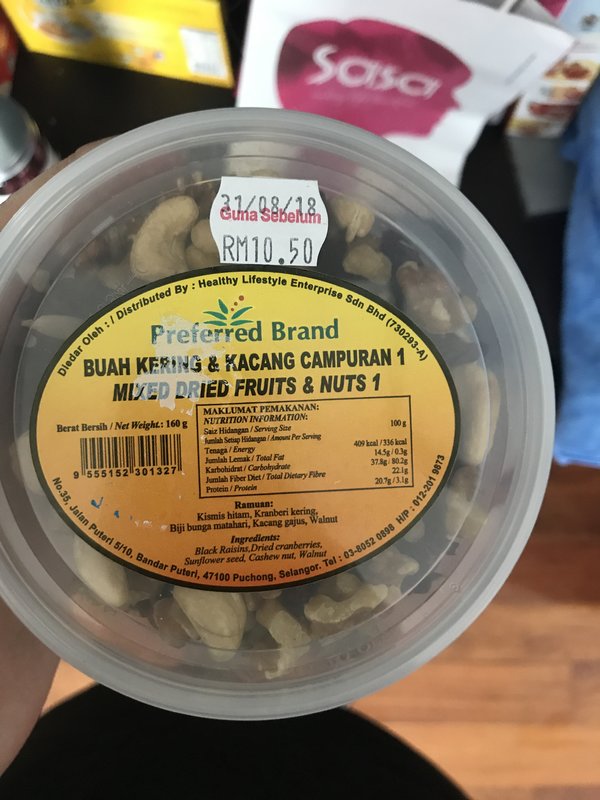 Sasa
31/08/18
Guna Sebelum
RM10.50
Diedar Oleh : / Distributed By : Healthy Lifestyle Enterprise Sdn Bhd (730293-A)
Preferred Brand
BUAH KERING & KACANG CAMPURAN 1
MIXED DRIED FRUITS & NUTS 1
Berat Bersih / Net Weight.: 160 g
MAKLUMAT PEMAKANAN:
NUTRITION INFORMATION:
Saiz Hidangan / Serving Size 100 g
Jumlah Setiap Hidangan / Amount Per Serving
Tenaga / Energy 409 kcal / 336 kcal
Jumlah Lemak / Total Fat 14.5g / 0.3g
Karbohidrat / Carbohydrate 37.8g / 80.2g
Jumlah Fiber Diet / Total Dietary Fibre 22.1g
Protein / Protein 20.7g / 3.1g
9 555152 301327
Ramuan:
Kismis hitam, Kranberi kering,
Biji bunga matahari, Kacang gajus, Walnut
Ingredients:
Black Raisins,Dried cranberries,
Sunflower seed, Cashew nut, Walnut
No.35, Jalan Puteri 5/10, Bandar Puteri, 47100 Puchong, Selangor. Tel : 03-8052 0898 H/P : 012-201 9873